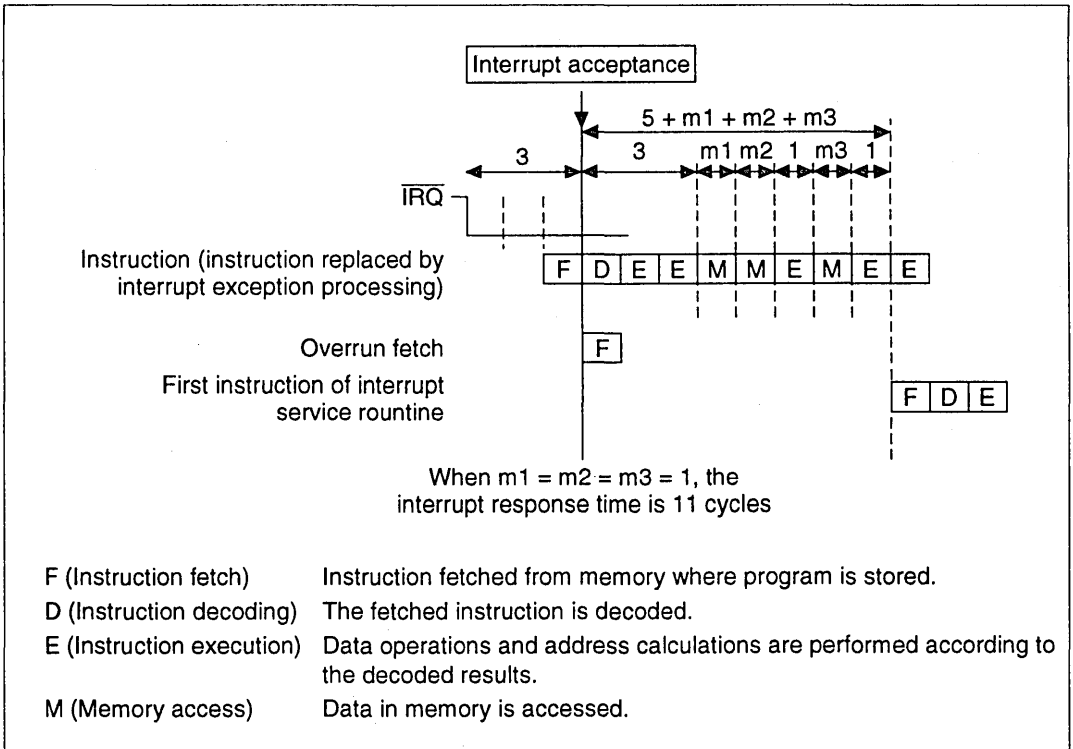 Interrupt acceptance
5 + m1 + m2 + m3
3 3 m1 m2 1 m3 1
IRQ
Instruction (instruction replaced by
interrupt exception processing)
F D E E M M E M E E
Overrun fetch
F
First instruction of interrupt
service rountine
F D E
When m1 = m2 = m3 = 1, the
interrupt response time is 11 cycles
F (Instruction fetch) Instruction fetched from memory where program is stored.
D (Instruction decoding) The fetched instruction is decoded.
E (Instruction execution) Data operations and address calculations are performed according to
the decoded results.
M (Memory access) Data in memory is accessed.